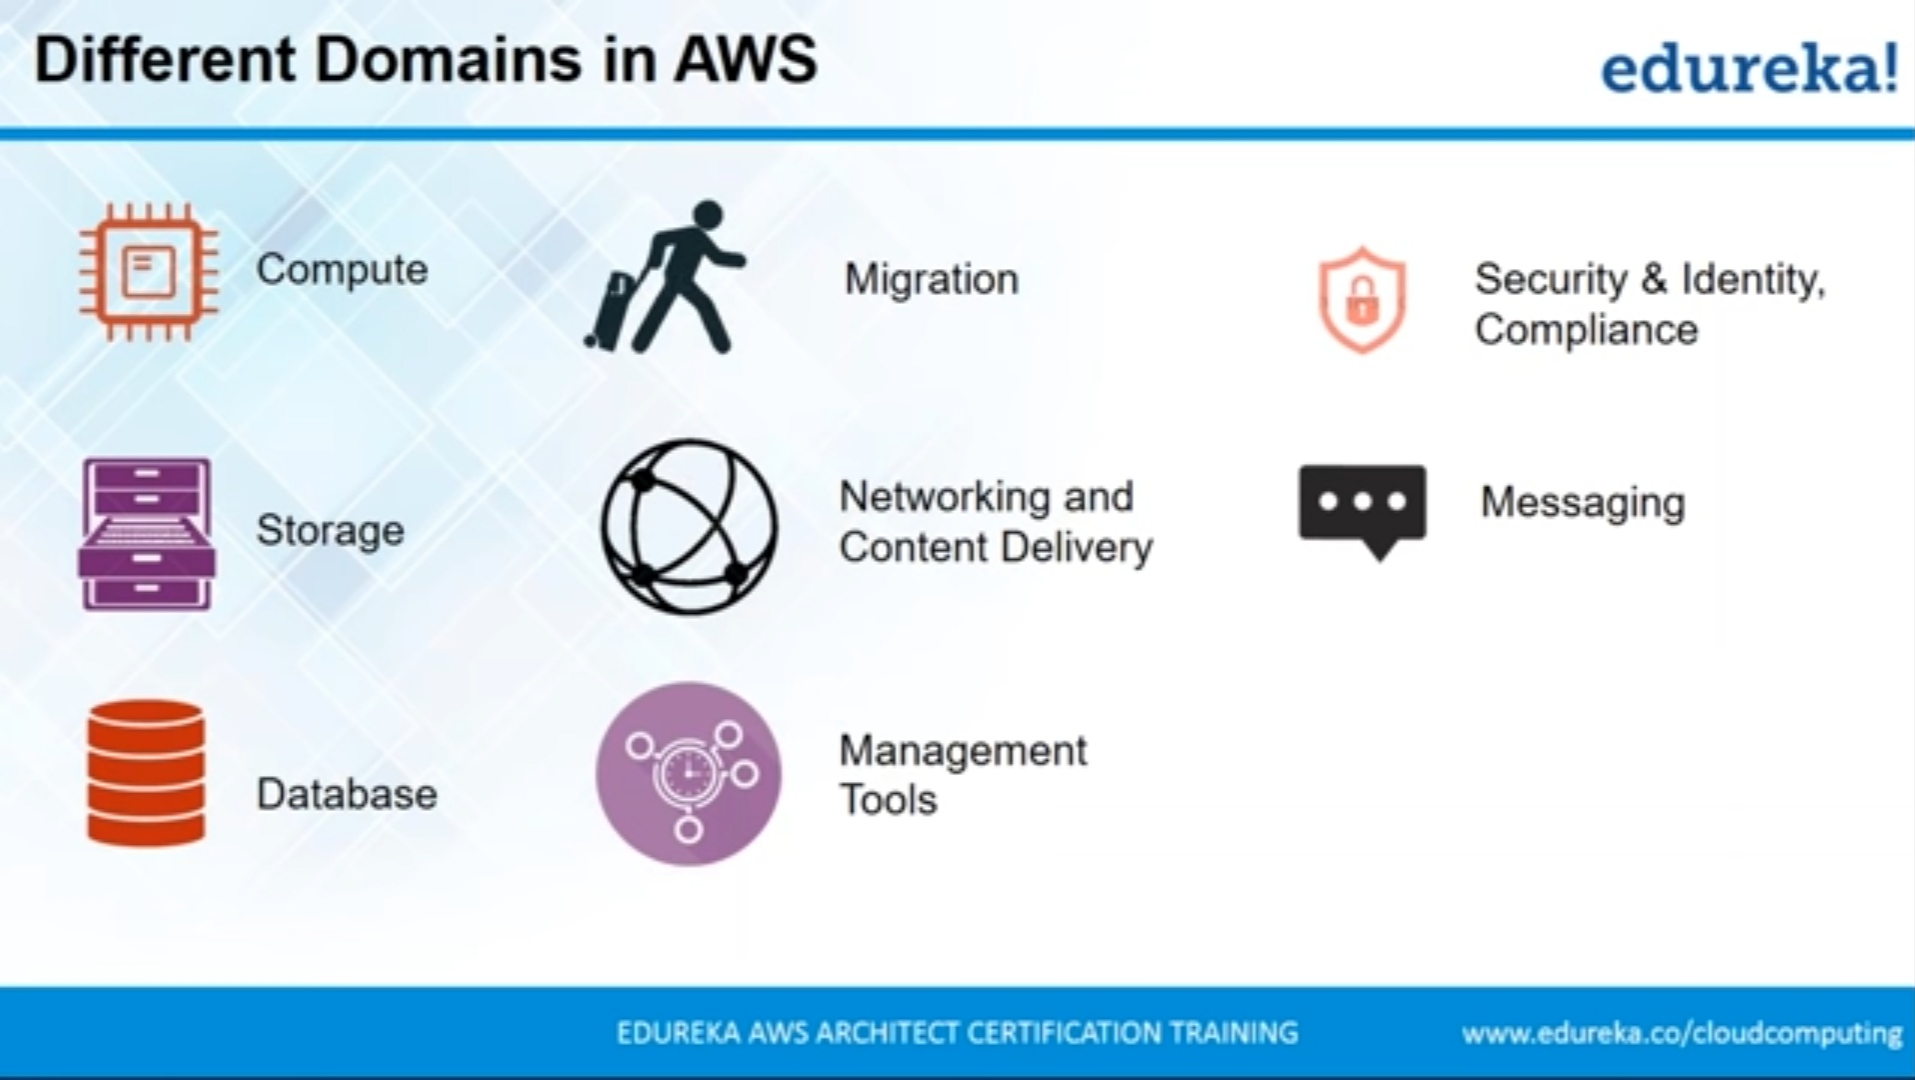 Different Domains in AWS
edureka!
Compute
Migration
Security & Identity,
Compliance
Storage
Networking and
Content Delivery
Messaging
Database
Management
Tools
EDUREKA AWS ARCHITECT CERTIFICATION TRAINING
www.edureka.co/cloudcomputing